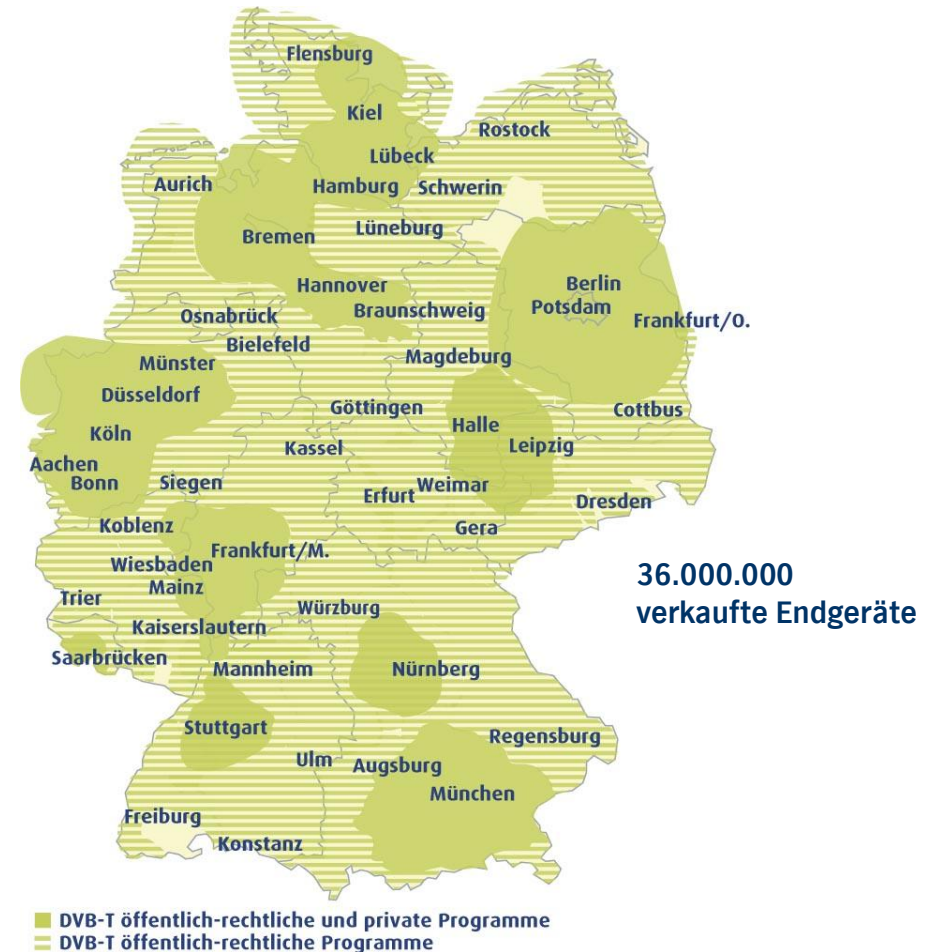 Flensburg
Kiel
Rostock
Lübeck
Aurich
Hamburg
Schwerin
Lüneburg
Bremen
Hannover
Berlin
Potsdam
Frankfurt/O.
Osnabrück
Braunschweig
Bielefeld
Münster
Magdeburg
Düsseldorf
Göttingen
Cottbus
Halle
Köln
Kassel
Leipzig
Aachen
Bonn
Siegen
Erfurt
Weimar
Dresden
Koblenz
Gera
Frankfurt/M.
Wiesbaden
Mainz
Trier
Würzburg
Kaiserslautern
Saarbrücken
Mannheim
Nürnberg
Stuttgart
Regensburg
Ulm
Augsburg
München
Freiburg
Konstanz
36.000.000
verkaufte Endgeräte
DVB-T öffentlich-rechtliche und private Programme
DVB-T öffentlich-rechtliche Programme